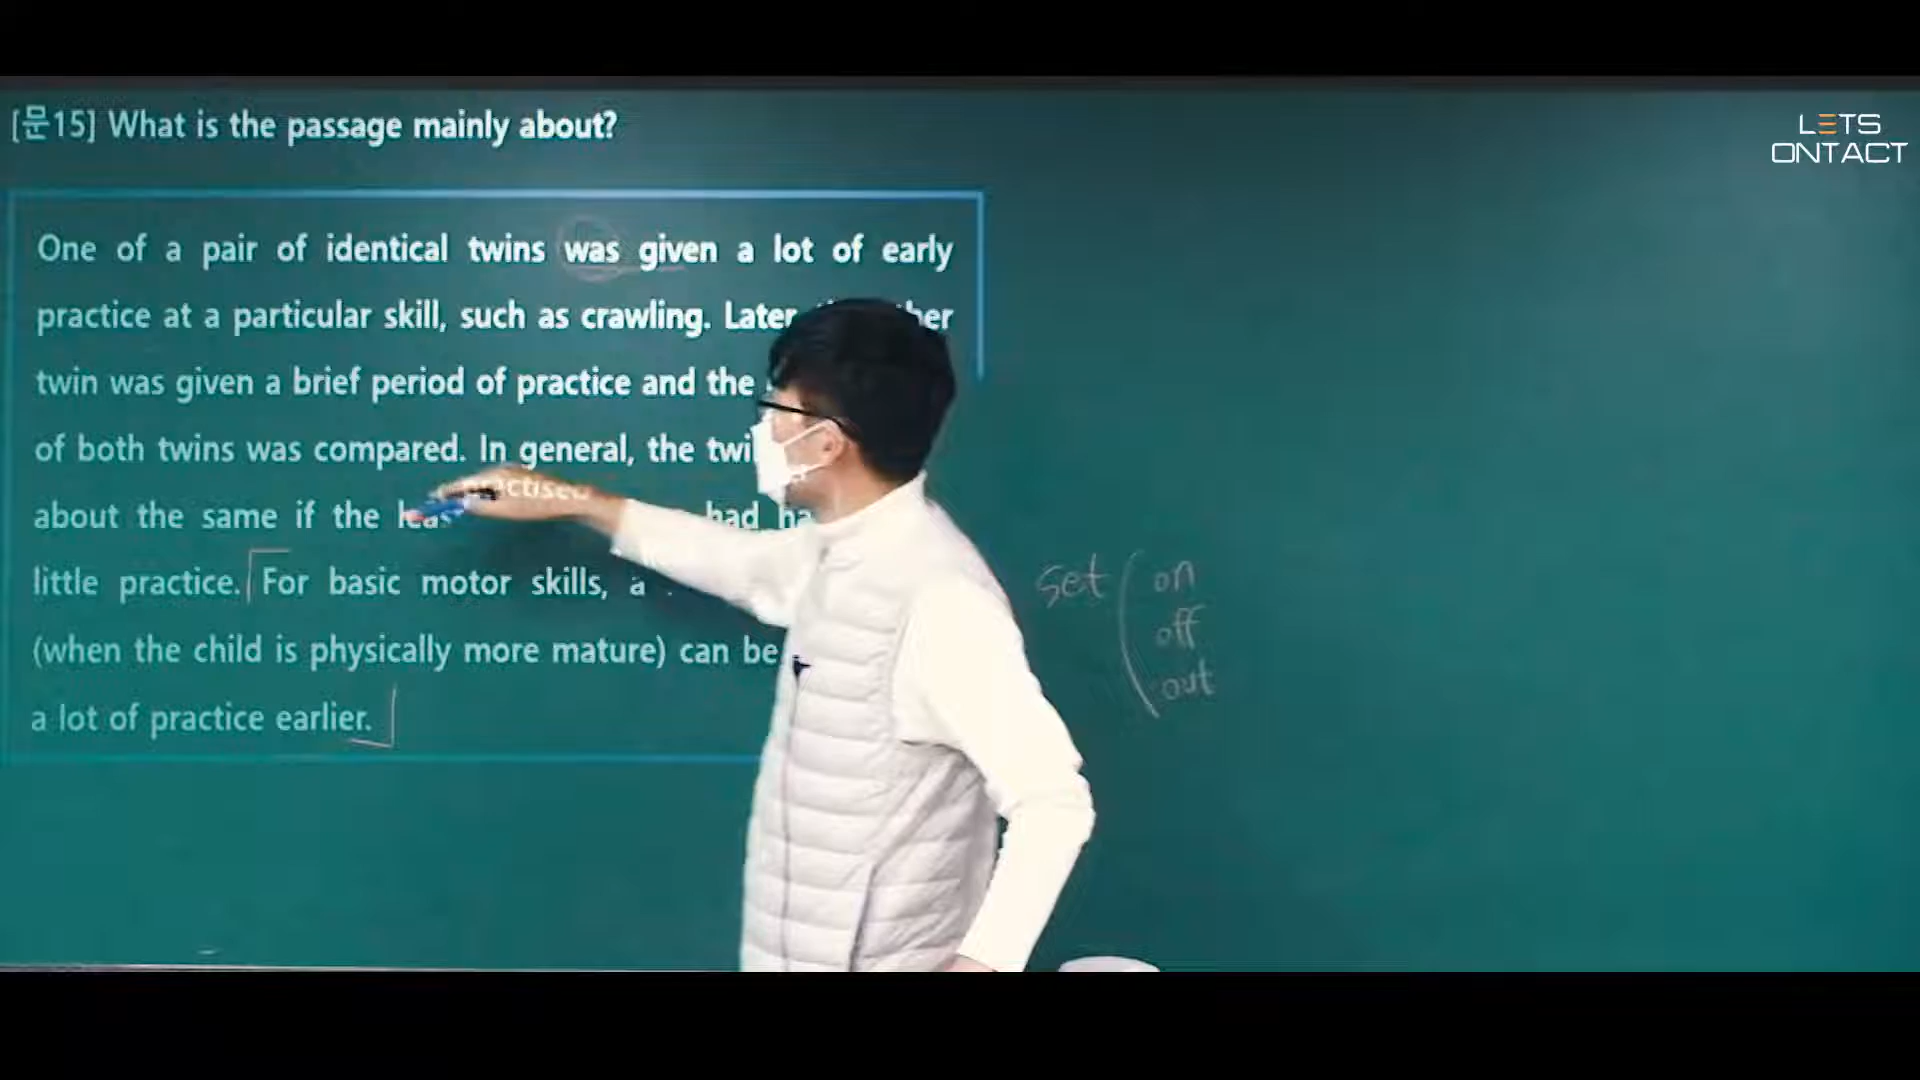 [문15] What is the passage mainly about?
LETS
ONTACT
One of a pair of identical twins was given a lot of early
practice at a particular skill, such as crawling. Later
twin was given a brief period of practice and the
of both twins was compared. In general, the
practised
about the same if the had
little practice. For basic motor skills, a
(when the child is physically more mature) can be
a lot of practice earlier.
set
on
off
out